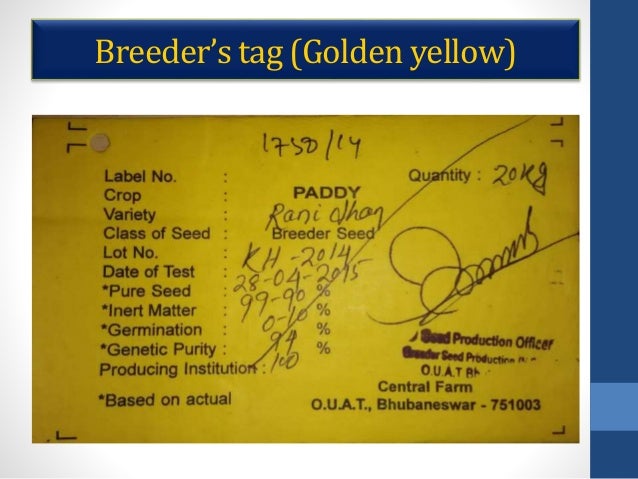 Breeder's tag (Golden yellow)
1750/14
Label No. :
Quantity : 20Kg
Crop : PADDY
Variety : Rani dhan
Class of Seed : Breeder Seed
Lot No. : KH-2014
Date of Test : 28-04-2015
*Pure Seed : 99-90 %
*Inert Matter : 0-10 %
*Germination : 94 %
*Genetic Purity : 100 %
Producing Institution :
*Based on actual
Seed Production Officer
Breeder Seed Production
O.U.A.T
Central Farm
O.U.A.T., Bhubaneswar - 751003